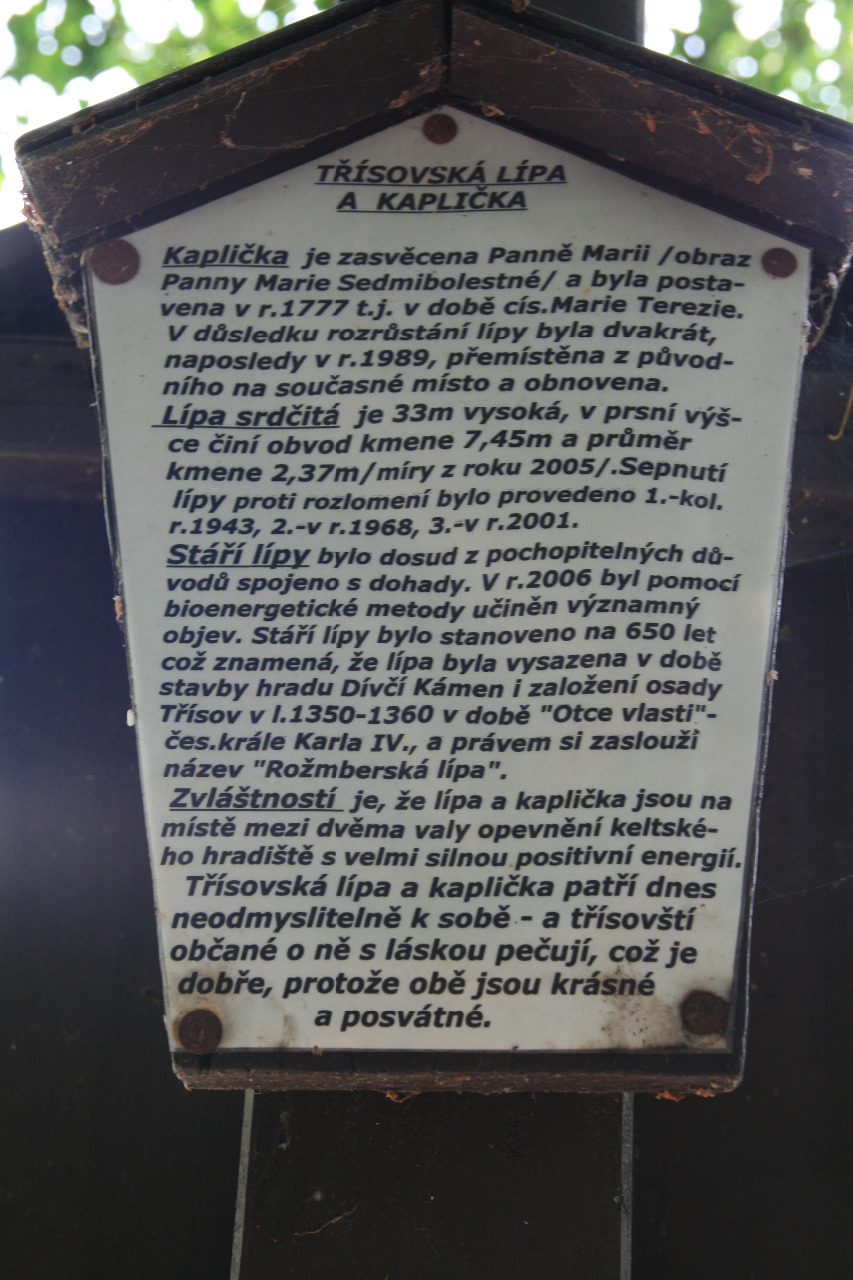 TŘÍSOVSKÁ LÍPA
A KAPLIČKA
Kaplička je zasvěcena Panně Marii /obraz
Panny Marie Sedmibolestné/ a byla posta-
vena v r.1777 t.j. v době cís.Marie Terezie.
V důsledku rozrůstání lípy byla dvakrát,
naposledy v r.1989, přemístěna z původ-
ního na současné místo a obnovena.
Lípa srdčitá je 33m vysoká, v prsní výš-
ce činí obvod kmene 7,45m a průměr
kmene 2,37m/míry z roku 2005/.Sepnutí
lípy proti rozlomení bylo provedeno 1.-kol.
r.1943, 2.-v r.1968, 3.-v r.2001.
Stáří lípy bylo dosud z pochopitelných dů-
vodů spojeno s dohady. V r.2006 byl pomocí
bioenergetické metody učiněn významný
objev. Stáří lípy bylo stanoveno na 650 let
což znamená, že lípa byla vysazena v době
stavby hradu Dívčí Kámen i založení osady
Třísov v l.1350-1360 v době "Otce vlasti"-
čes.krále Karla IV., a právem si zaslouží
název "Rožmberská lípa".
Zvláštností je, že lípa a kaplička jsou na
místě mezi dvěma valy opevnění keltské-
ho hradiště s velmi silnou positivní energií.
Třísovská lípa a kaplička patří dnes
neodmyslitelně k sobě - a třísovští
občané o ně s láskou pečují, což je
dobře, protože obě jsou krásné
a posvátné.